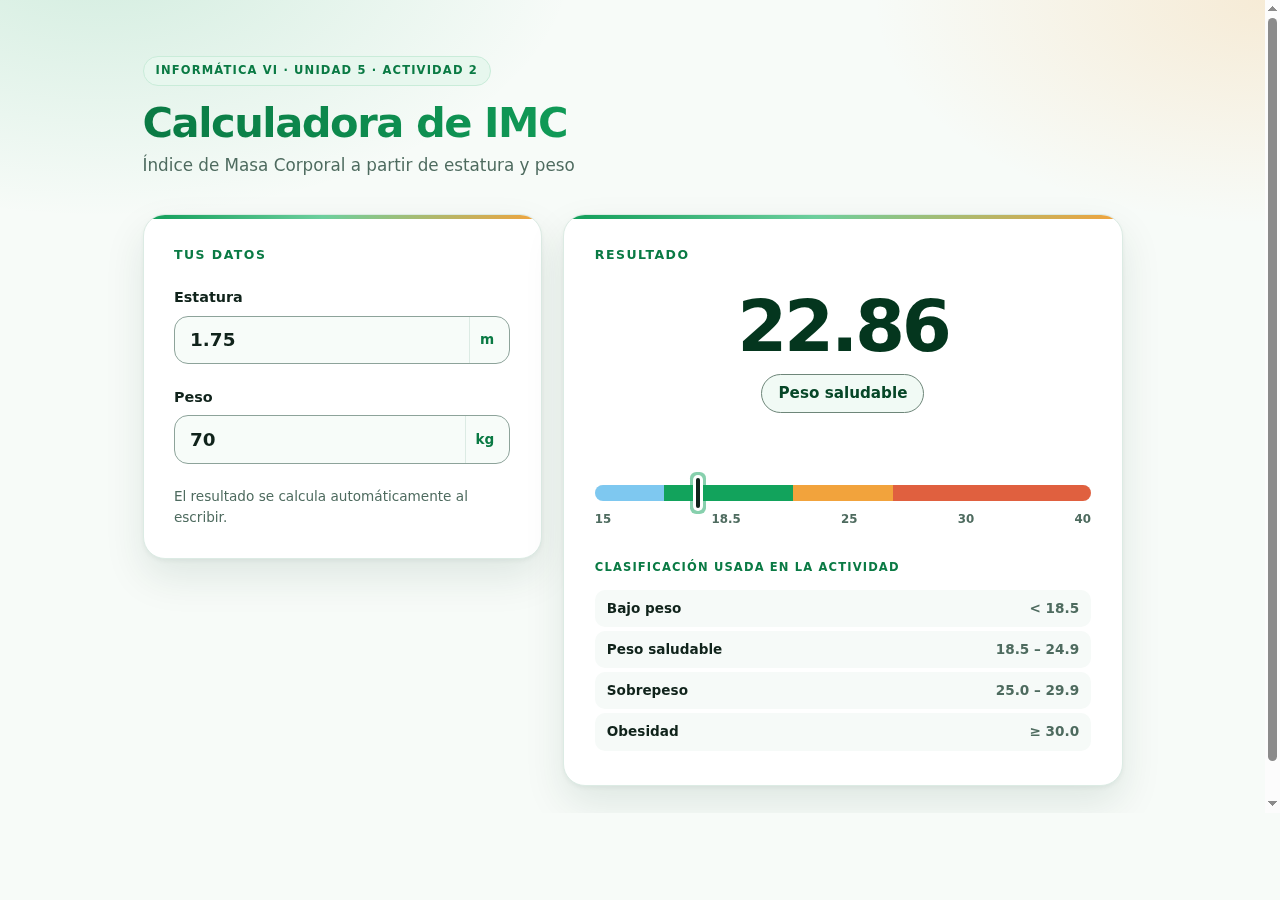 INFORMÁTICA VI · UNIDAD 5 · ACTIVIDAD 2
Calculadora de IMC
Índice de Masa Corporal a partir de estatura y peso
TUS DATOS
Estatura
1.75 m
Peso
70 kg
El resultado se calcula automáticamente al
escribir.
RESULTADO
22.86
Peso saludable
15 18.5 25 30 40
CLASIFICACIÓN USADA EN LA ACTIVIDAD
Bajo peso < 18.5
Peso saludable 18.5 – 24.9
Sobrepeso 25.0 – 29.9
Obesidad ≥ 30.0